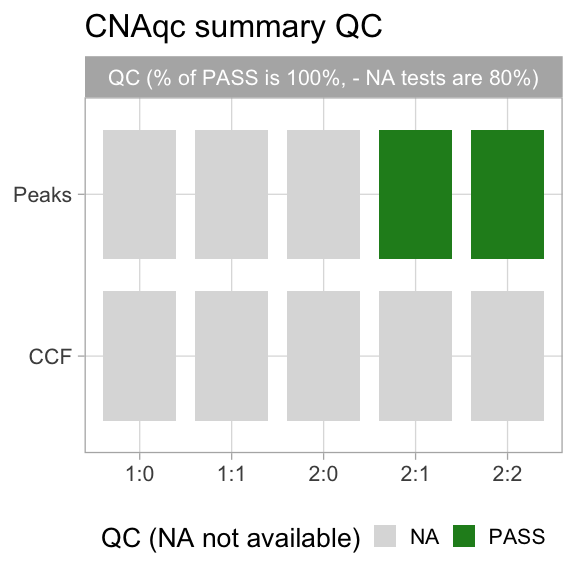 CNAqc summary QC
QC (% of PASS is 100%, - NA tests are 80%)
Peaks
CCF
1:0 1:1 2:0 2:1 2:2
QC (NA not available) NA PASS